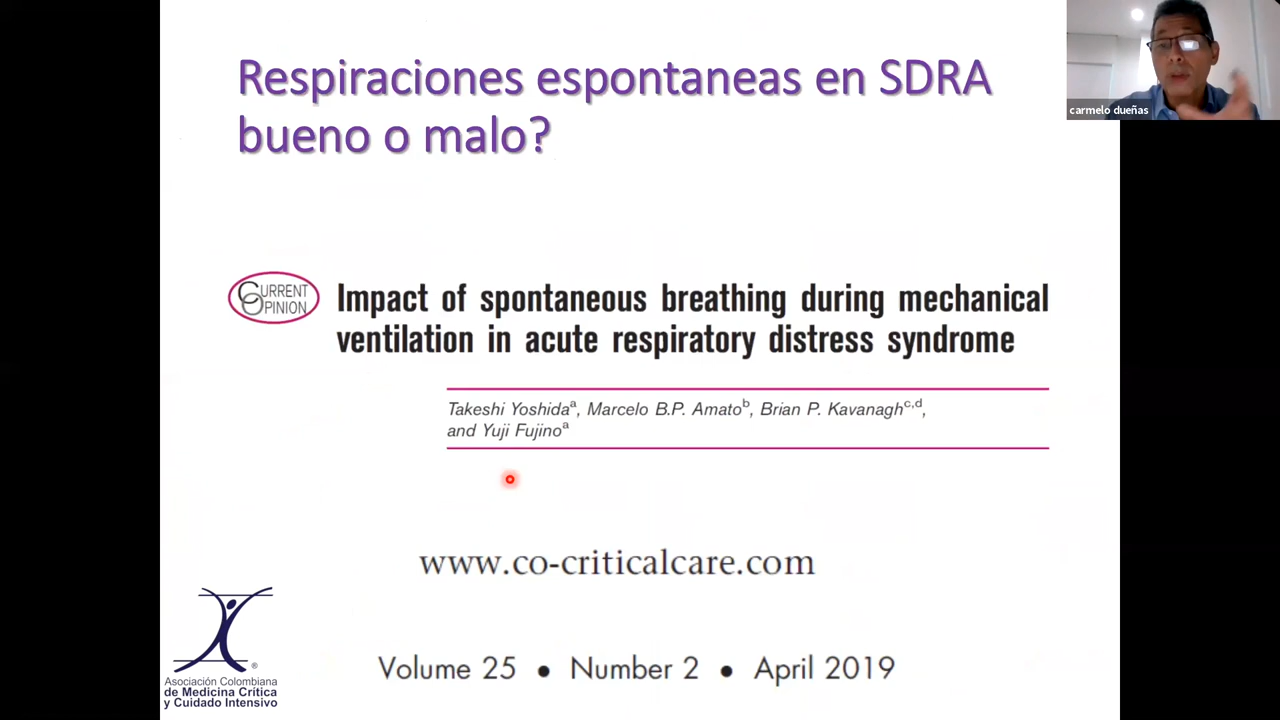 Respiraciones espontaneas en SDRA
bueno o malo?
carmelo dueñas
CURRENT
OPINION
Impact of spontaneous breathing during mechanical
ventilation in acute respiratory distress syndrome
Takeshi Yoshidaᵃ, Marcelo B.P. Amatoᵇ, Brian P. Kavanaghᶜ,ᵈ,
and Yuji Fujinoᵃ
www.co-criticalcare.com
Volume 25 • Number 2 • April 2019
®
Asociación Colombiana
de Medicina Crítica
y Cuidado Intensivo